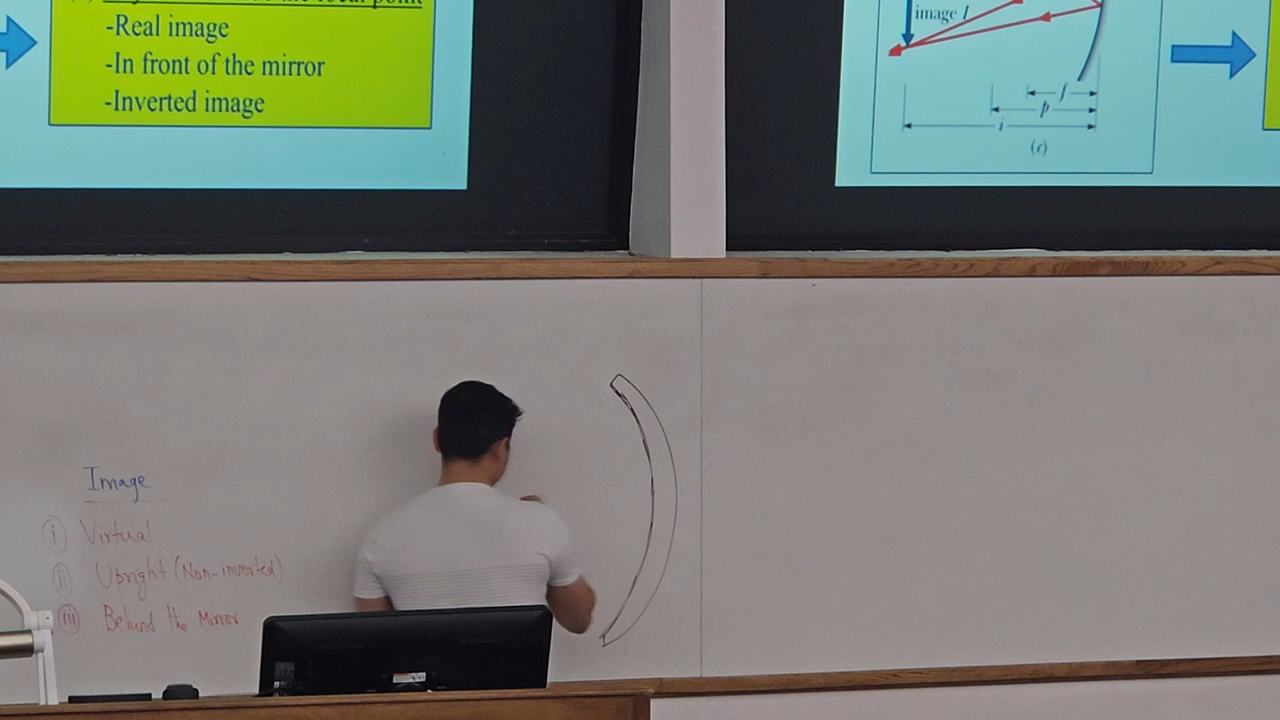 -Real image
-In front of the mirror
-Inverted image
image I
f
p
i
(c)
Image
(i) Virtual
(ii) Upright (Non-inverted)
(iii) Behind the Mirror